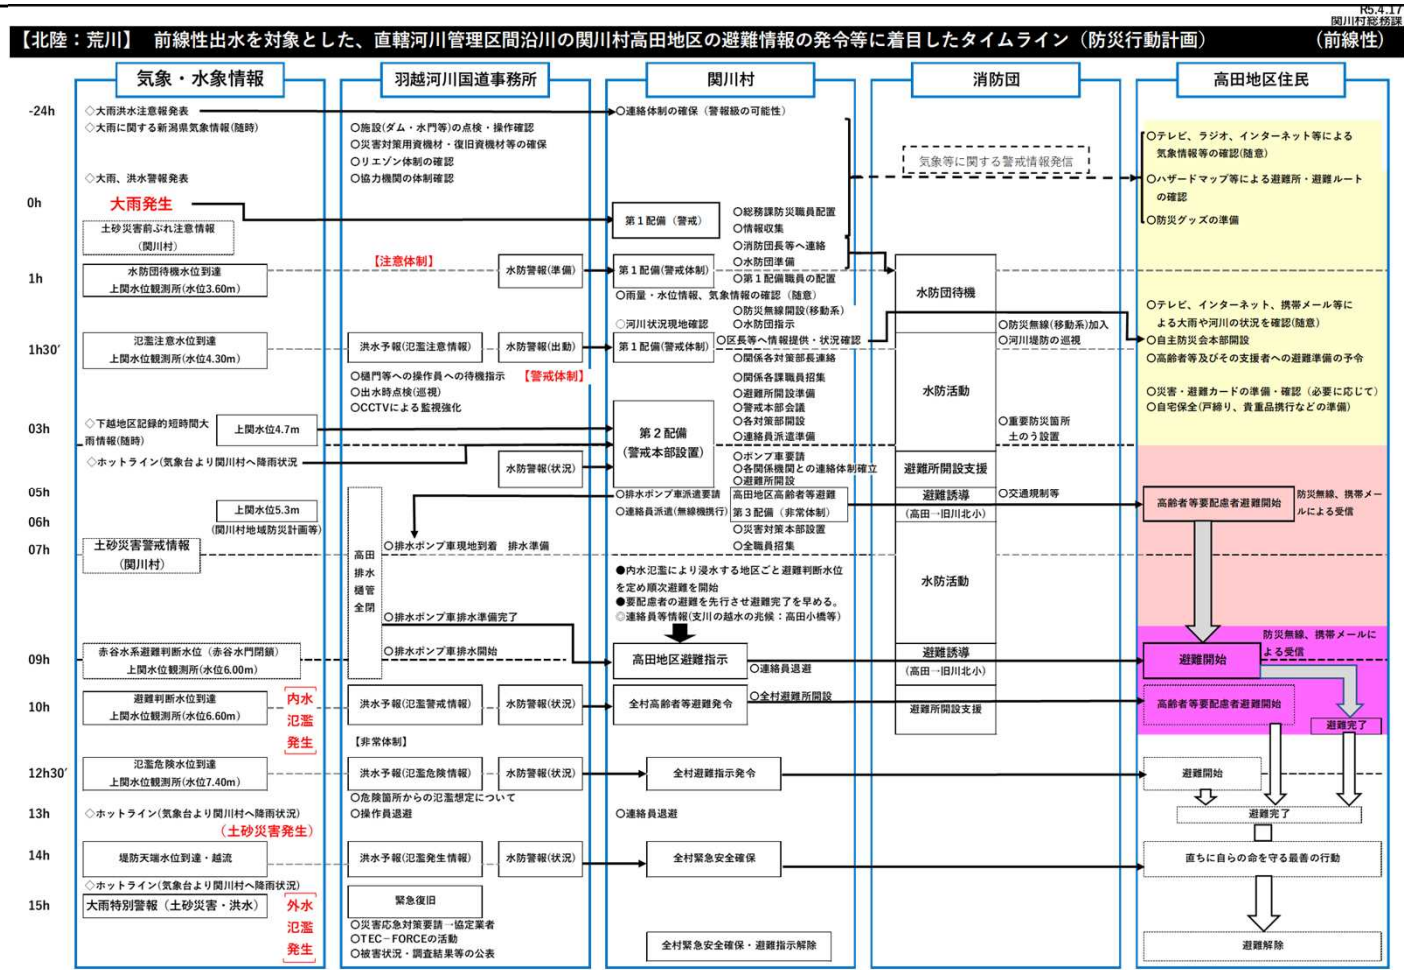 R5.4.17
関川村総務課
【北陸：荒川】 前線性出水を対象とした、直轄河川管理区間沿川の関川村高田地区の避難情報の発令等に着目したタイムライン（防災行動計画） （前線性）
気象・水象情報
羽越河川国道事務所
関川村
消防団
高田地区住民
-24h
0h
1h
1h30′
03h
05h
06h
07h
09h
10h
12h30′
13h
14h
15h
◇大雨洪水注意報発表
◇大雨に関する新潟県気象情報(随時)
◇大雨、洪水警報発表
大雨発生
土砂災害前ぶれ注意情報
（関川村）
水防団待機水位到達
上関水位観測所(水位3.60m)
氾濫注意水位到達
上関水位観測所(水位4.30m)
◇下越地区記録的短時間大
雨情報(随時)
上関水位4.7m
◇ホットライン(気象台より関川村へ降雨状況
上関水位5.3m
(関川村地域防災計画等)
土砂災害警戒情報
（関川村）
赤谷水系避難判断水位（赤谷水門閉鎖）
上関水位観測所(水位6.00m)
避難判断水位到達
上関水位観測所(水位6.60m)
内水
氾濫
発生
氾濫危険水位到達
上関水位観測所(水位7.40m)
◇ホットライン(気象台より関川村へ降雨状況)
（土砂災害発生）
堤防天端水位到達・越流
◇ホットライン(気象台より関川村へ降雨状況)
大雨特別警報（土砂災害・洪水）
外水
氾濫
発生
○施設(ダム・水門等)の点検・操作確認
○災害対策用資機材・復旧資機材等の確保
○リエゾン体制の確認
○協力機関の体制確認
【注意体制】
水防警報(準備)
洪水予報(氾濫注意情報)
水防警報(出動)
○樋門等への操作員への待機指示
【警戒体制】
○出水時点検(巡視)
○CCTVによる監視強化
水防警報(状況)
高田
排水
樋管
全閉
○排水ポンプ車現地到着　排水準備
○排水ポンプ車排水準備完了
○排水ポンプ車排水開始
洪水予報(氾濫警戒情報)
水防警報(状況)
【非常体制】
洪水予報(氾濫危険情報)
水防警報(状況)
○危険箇所からの氾濫想定について
○操作員退避
洪水予報(氾濫発生情報)
水防警報(状況)
緊急復旧
○災害応急対策要請－協定業者
○TEC－FORCEの活動
○被害状況・調査結果等の公表
○連絡体制の確保（警報級の可能性）
第１配備（警戒）
○総務課防災職員配置
○情報収集
○消防団長等へ連絡
○水防団準備
第１配備(警戒体制)
○第１配備職員の配置
○雨量・水位情報、気象情報の確認（随意）
○防災無線開設(移動系)
○河川状況現地確認
○水防団指示
第１配備(警戒体制)
○区長等へ情報提供・状況確認
○関係各対策部長連絡
○関係各課職員招集
○避難所開設準備
○警戒本部会議
○各対策部開設
○連絡員派遣準備
第２配備
（警戒本部設置）
○ポンプ車要請
○各関係機関との連絡体制確立
○避難所開設
○排水ポンプ車派遣要請
○連絡員派遣(無線機携行)
高田地区高齢者等避難
第３配備（非常体制）
○災害対策本部設置
○全職員招集
●内水氾濫により浸水する地区ごと避難判断水位
を定め順次避難を開始
●要配慮者の避難を先行させ避難完了を早める。
◎連絡員等情報(支川の越水の兆候：高田小橋等)
高田地区避難指示
○連絡員退避
全村高齢者等避難発令
○全村避難所開設
全村避難指示発令
○連絡員退避
全村緊急安全確保
全村緊急安全確保・避難指示解除
気象等に関する警戒情報発信
水防団待機
○防災無線(移動系)加入
○河川堤防の巡視
水防活動
○重要防災箇所
土のう設置
避難所開設支援
避難誘導
(高田→旧川北小)
○交通規制等
水防活動
避難誘導
(高田→旧川北小)
避難所開設支援
○テレビ、ラジオ、インターネット等による
気象情報等の確認(随意)
○ハザードマップ等による避難所・避難ルート
の確認
○防災グッズの準備
○テレビ、インターネット、携帯メール等に
よる大雨や河川の状況を確認(随意)
○自主防災会本部開設
○高齢者等及びその支援者への避難準備の予令
○災害・避難カードの準備・確認（必要に応じて）
○自宅保全(戸締り、貴重品携行などの準備)
高齢者等要配慮者避難開始
防災無線、携帯メー
ルによる受信
防災無線、携帯メールに
よる受信
避難開始
高齢者等要配慮者避難開始
避難完了
避難開始
避難完了
直ちに自らの命を守る最善の行動
避難解除